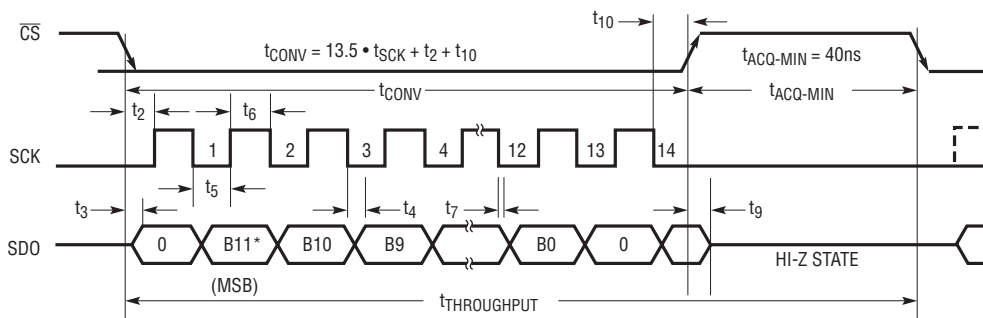 t10
CS
tCONV = 13.5 • tSCK + t2 + t10
tACQ-MIN = 40ns
tCONV
tACQ-MIN
t2
t6
SCK
1
2
3
4
12
13
14
t5
t3
t4
t7
t9
SDO
0
B11*
B10
B9
B0
0
HI-Z STATE
(MSB)
tTHROUGHPUT